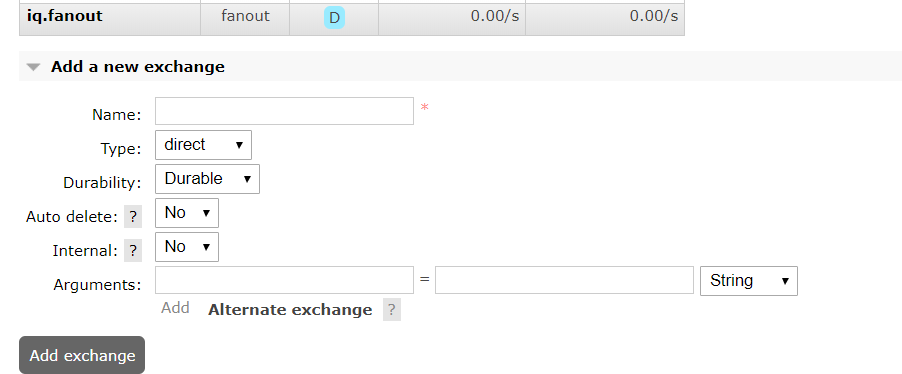 iq.fanout fanout D 0.00/s 0.00/s
Add a new exchange
Name: *
Type: direct
Durability: Durable
Auto delete: ? No
Internal: ? No
Arguments: = String
Add Alternate exchange ?
Add exchange